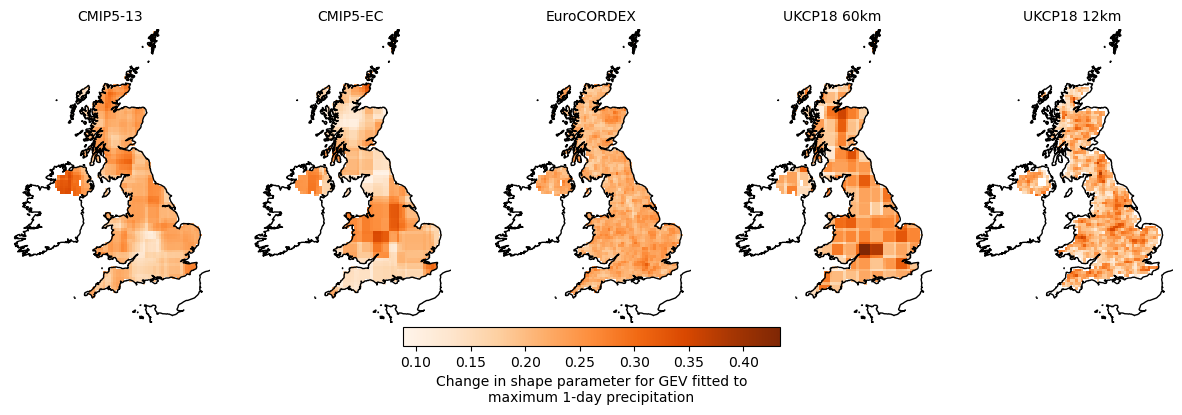 CMIP5-13
CMIP5-EC
EuroCORDEX
UKCP18 60km
UKCP18 12km
0.10
0.15
0.20
0.25
0.30
0.35
0.40
Change in shape parameter for GEV fitted to
maximum 1-day precipitation